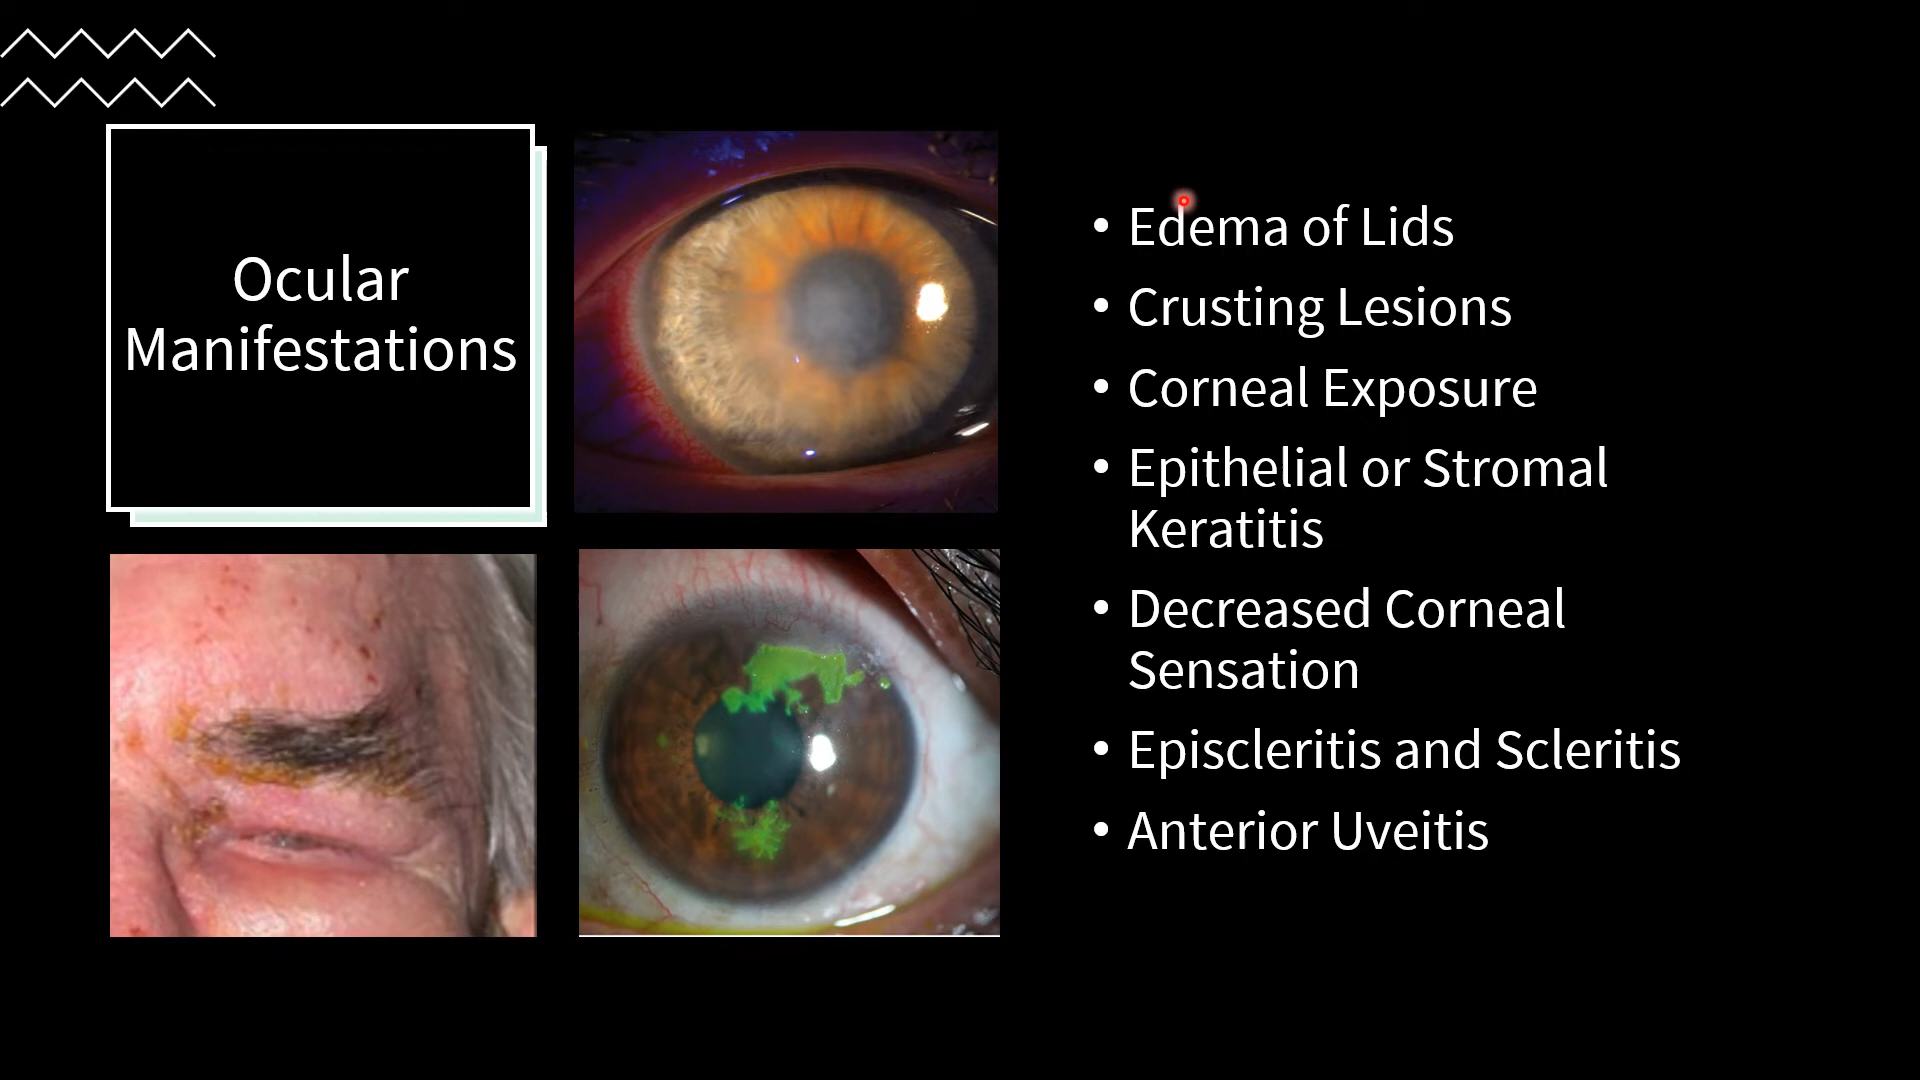 Ocular
Manifestations
• Edema of Lids
• Crusting Lesions
• Corneal Exposure
• Epithelial or Stromal
Keratitis
• Decreased Corneal
Sensation
• Episcleritis and Scleritis
• Anterior Uveitis